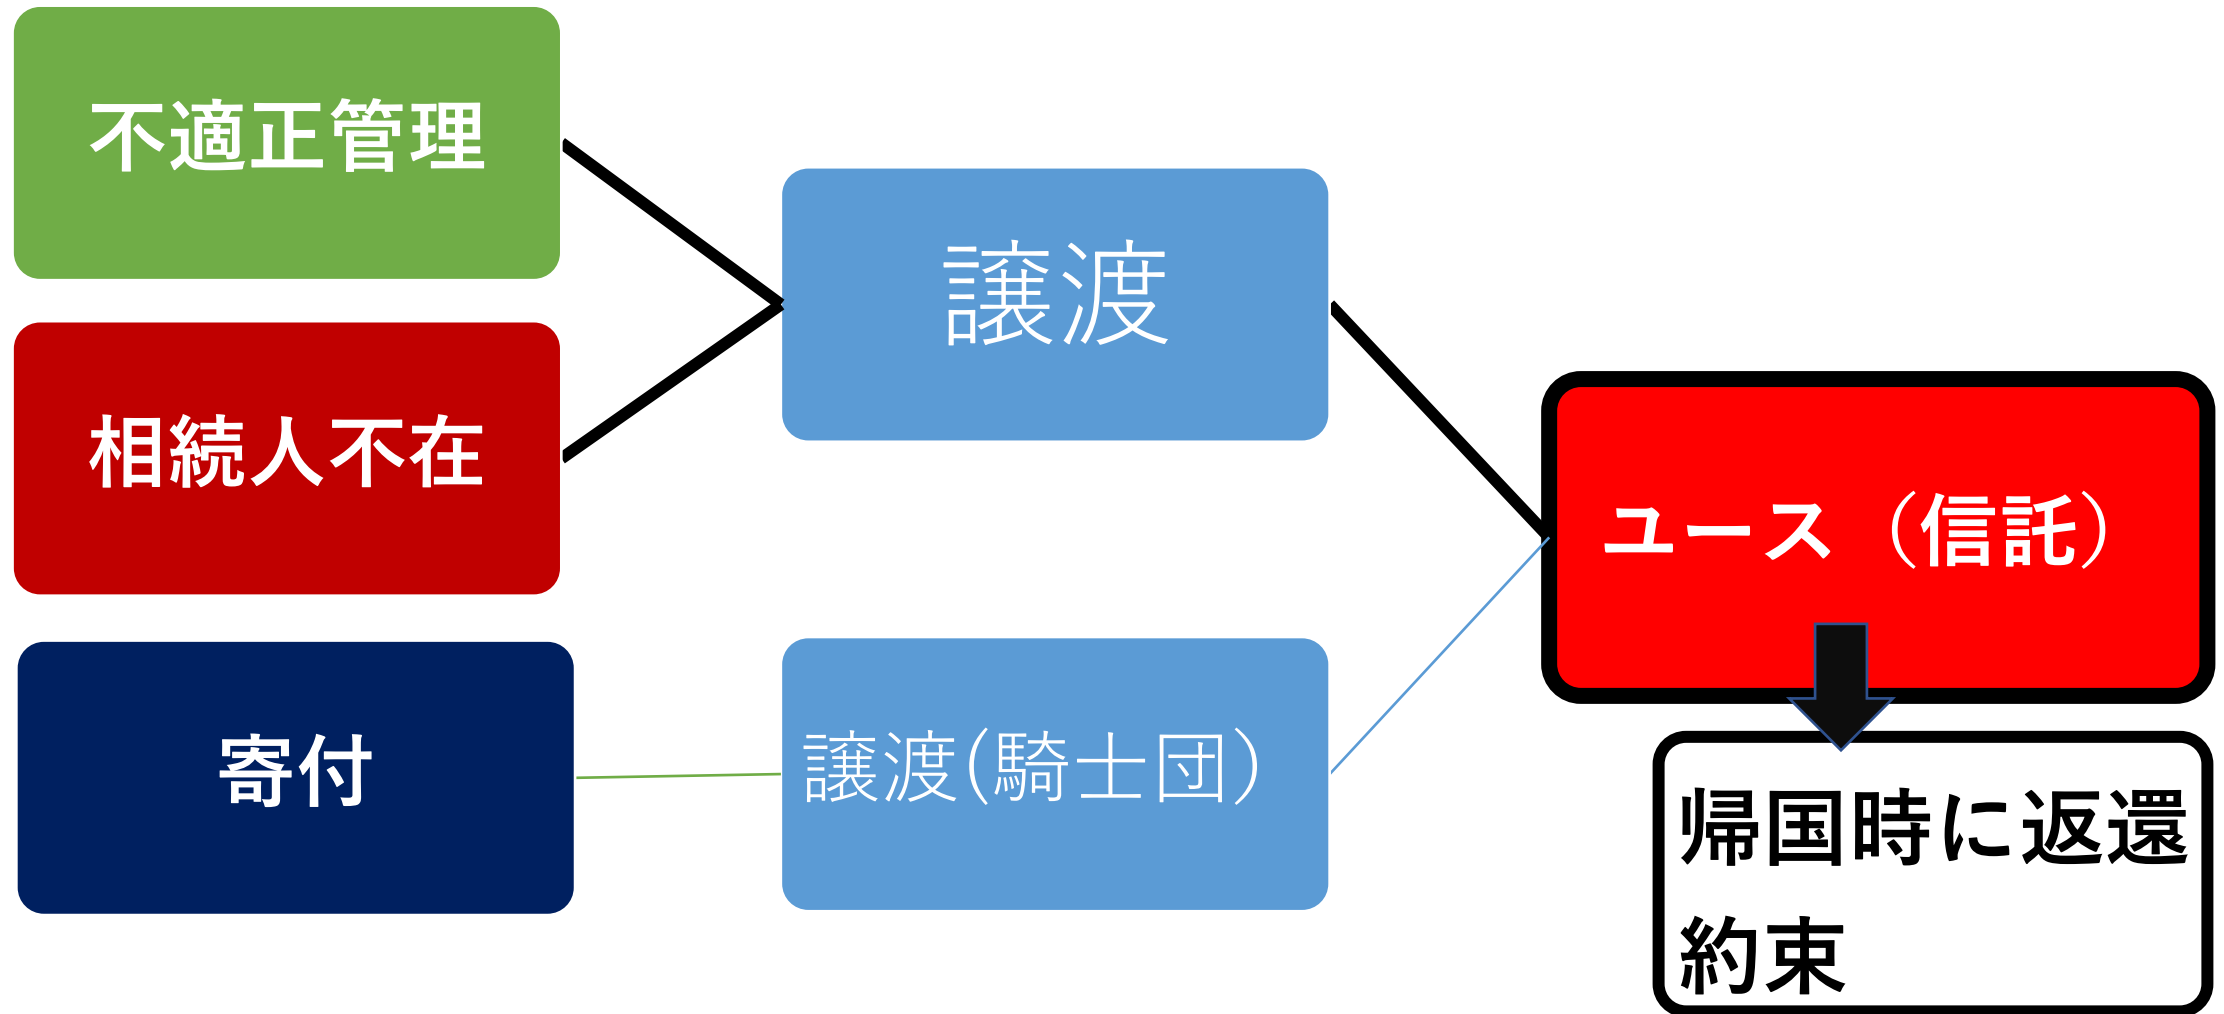 不適正管理
相続人不在
寄付
譲渡
譲渡(騎士団)
ユース（信託）
帰国時に返還
約束